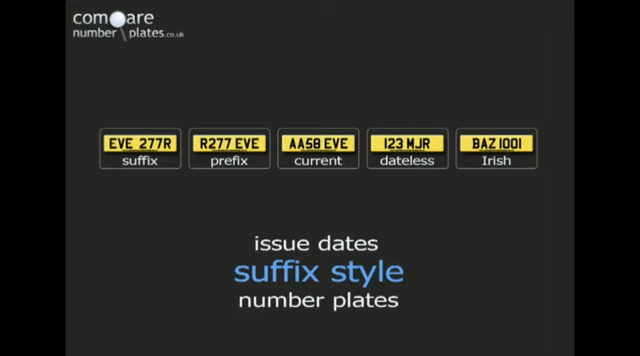 compare
number plates.co.uk
EVE 277R R277 EVE AA58 EVE 123 MJR BAZ 1001
suffix prefix current dateless Irish
issue dates
suffix style
number plates